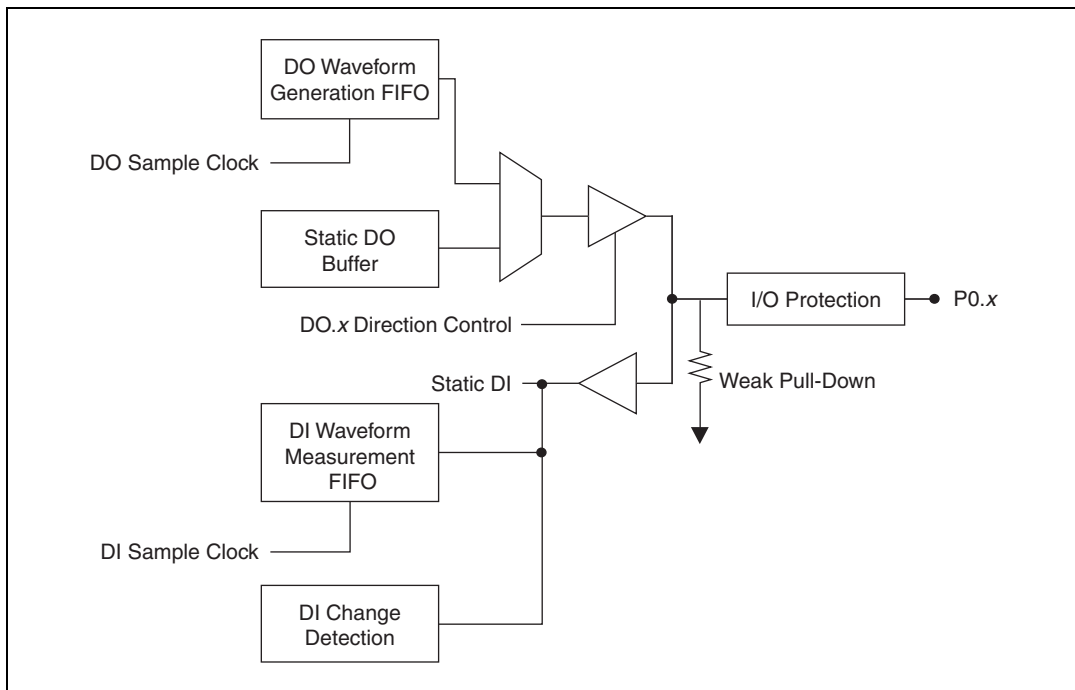 DO Waveform
Generation FIFO
DO Sample Clock
Static DO
Buffer
I/O Protection
P0.x
DO.x Direction Control
Static DI
Weak Pull-Down
DI Waveform
Measurement
FIFO
DI Sample Clock
DI Change
Detection